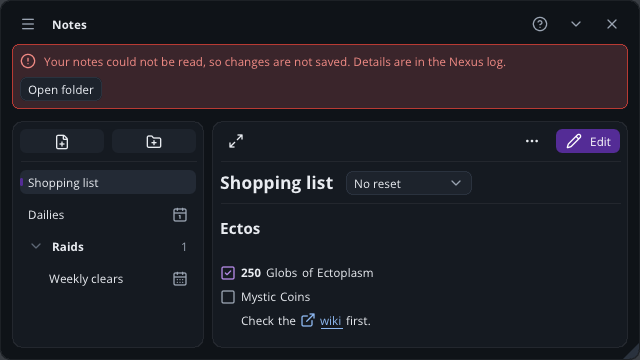 Notes
Your notes could not be read, so changes are not saved. Details are in the Nexus log.
Open folder
Edit
Shopping list
Dailies
1
Raids
1
Weekly clears
Shopping list
No reset
Ectos
250 Globs of Ectoplasm
Mystic Coins
Check the wiki first.